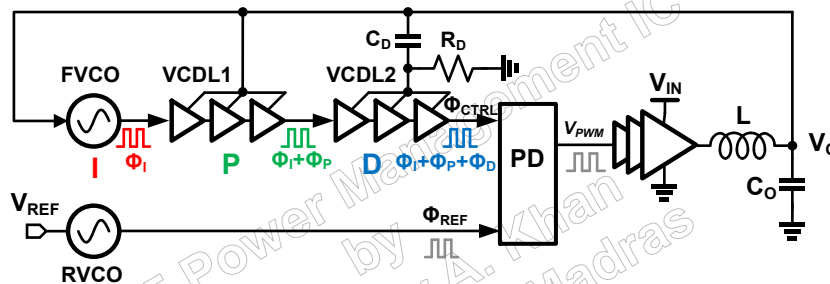 C_D
R_D
FVCO
VCDL1
VCDL2
Φ_CTRL
V_IN
L
V_PWM
Φ_I
Φ_I+Φ_P
Φ_I+Φ_P+Φ_D
I
P
D
PD
C_O
V_REF
Φ_REF
RVCO
Power Management IC
by
A. Khan
Madras